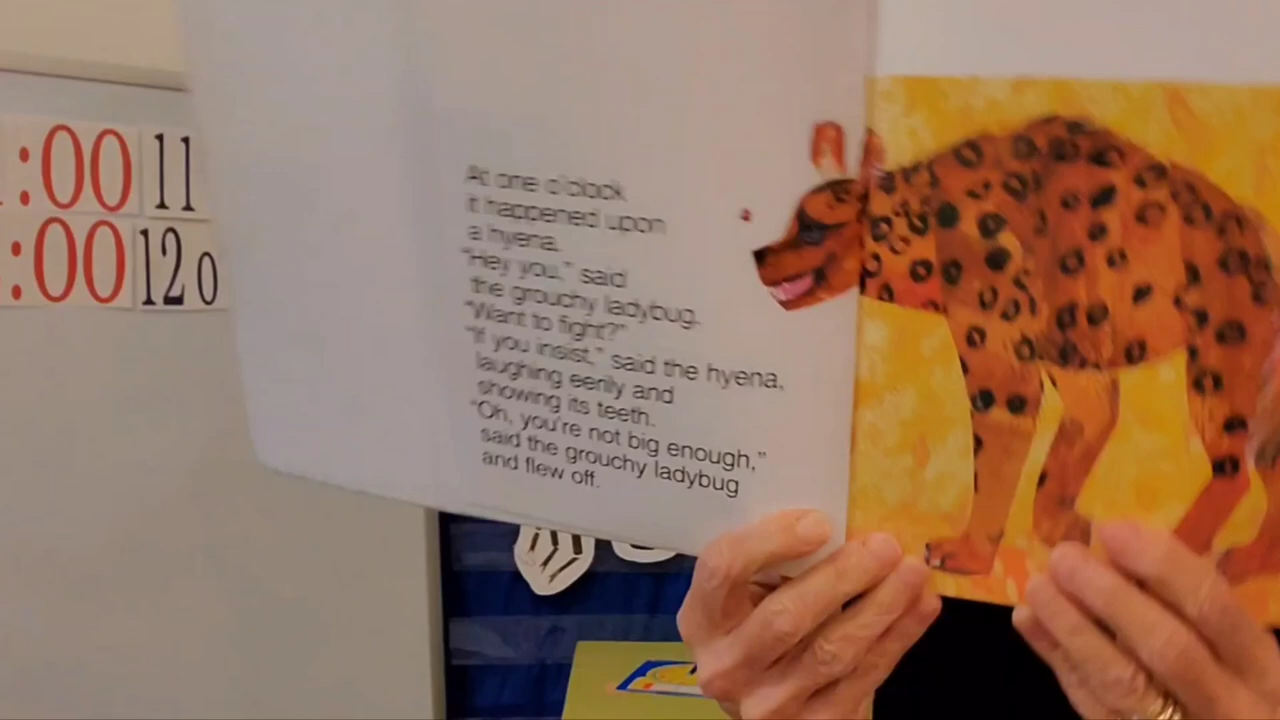 :00 11
:00 12 o
At one o'clock
it happened upon
a hyena.
"Hey you," said
the grouchy ladybug.
"Want to fight?"
"If you insist," said the hyena,
laughing eerily and
showing its teeth.
"Oh, you're not big enough,"
said the grouchy ladybug
and flew off.